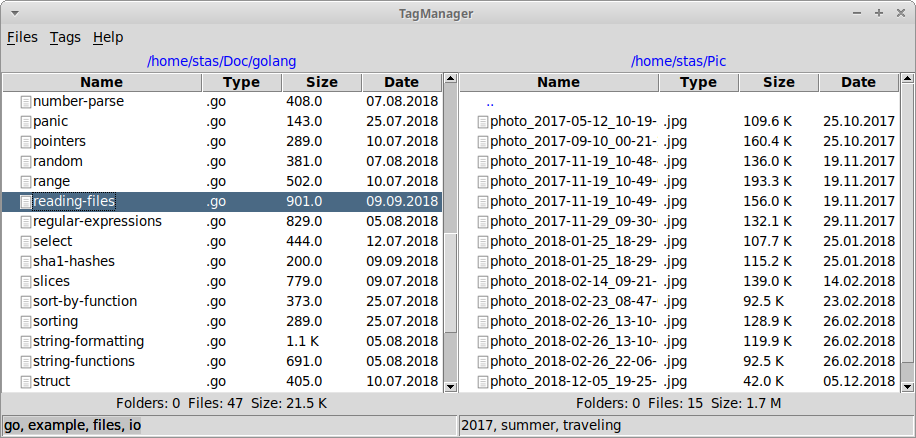 TagManager
Files Tags Help
/home/stas/Doc/golang
Name Type Size Date
number-parse .go 408.0 07.08.2018
panic .go 143.0 25.07.2018
pointers .go 289.0 10.07.2018
random .go 381.0 07.08.2018
range .go 502.0 10.07.2018
reading-files .go 901.0 09.09.2018
regular-expressions .go 829.0 05.08.2018
select .go 444.0 12.07.2018
sha1-hashes .go 200.0 09.09.2018
slices .go 779.0 09.07.2018
sort-by-function .go 373.0 25.07.2018
sorting .go 289.0 25.07.2018
string-formatting .go 1.1 K 05.08.2018
string-functions .go 691.0 05.08.2018
struct .go 405.0 10.07.2018
Folders: 0 Files: 47 Size: 21.5 K
go, example, files, io
/home/stas/Pic
Name Type Size Date
..
photo_2017-05-12_10-19- .jpg 109.6 K 25.10.2017
photo_2017-09-10_00-21- .jpg 160.4 K 25.10.2017
photo_2017-11-19_10-48- .jpg 136.0 K 19.11.2017
photo_2017-11-19_10-49- .jpg 193.3 K 19.11.2017
photo_2017-11-19_10-49- .jpg 156.0 K 19.11.2017
photo_2017-11-29_09-30- .jpg 132.1 K 29.11.2017
photo_2018-01-25_18-29- .jpg 107.7 K 25.01.2018
photo_2018-01-25_18-29- .jpg 115.2 K 25.01.2018
photo_2018-02-14_09-21- .jpg 139.0 K 14.02.2018
photo_2018-02-23_08-47- .jpg 92.5 K 23.02.2018
photo_2018-02-26_13-10- .jpg 128.9 K 26.02.2018
photo_2018-02-26_13-10- .jpg 119.9 K 26.02.2018
photo_2018-02-26_22-06- .jpg 92.5 K 26.02.2018
photo_2018-12-05_19-25- .jpg 42.0 K 05.12.2018
Folders: 0 Files: 15 Size: 1.7 M
2017, summer, traveling